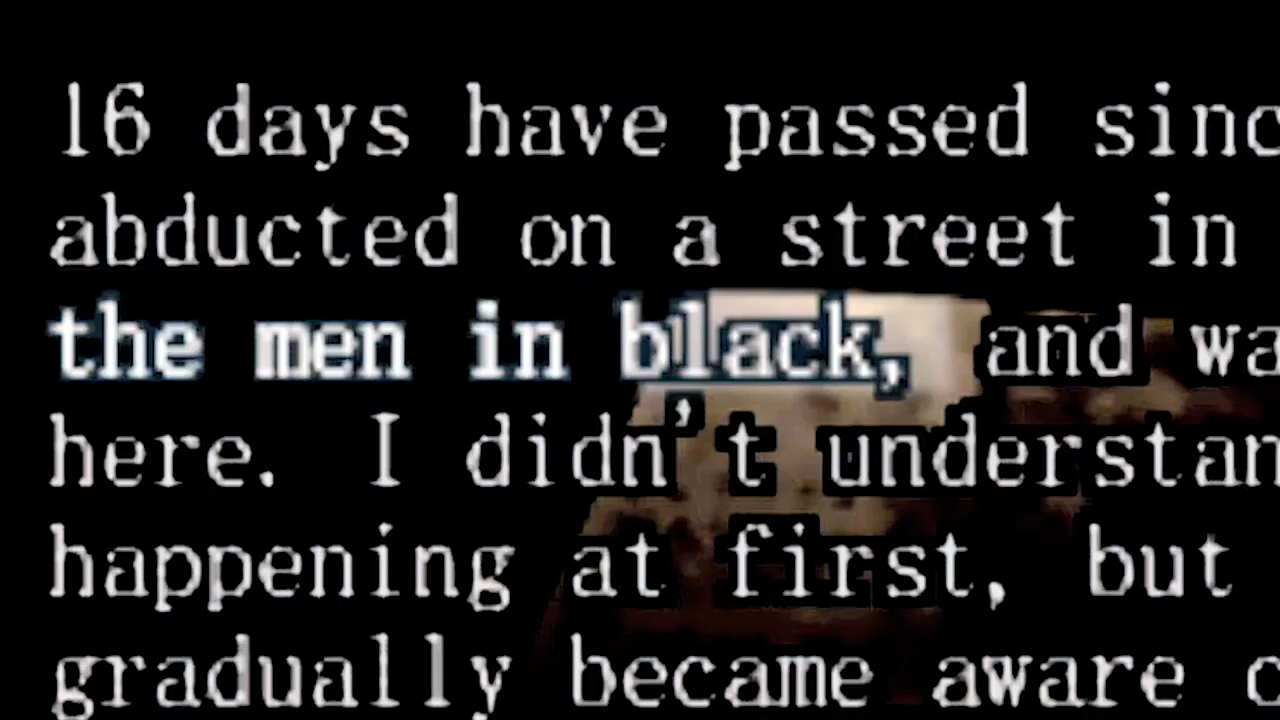 16 days have passed sinc
abducted on a street in
the men in black, and wa
here. I didn't understan
happening at first, but
gradually became aware o